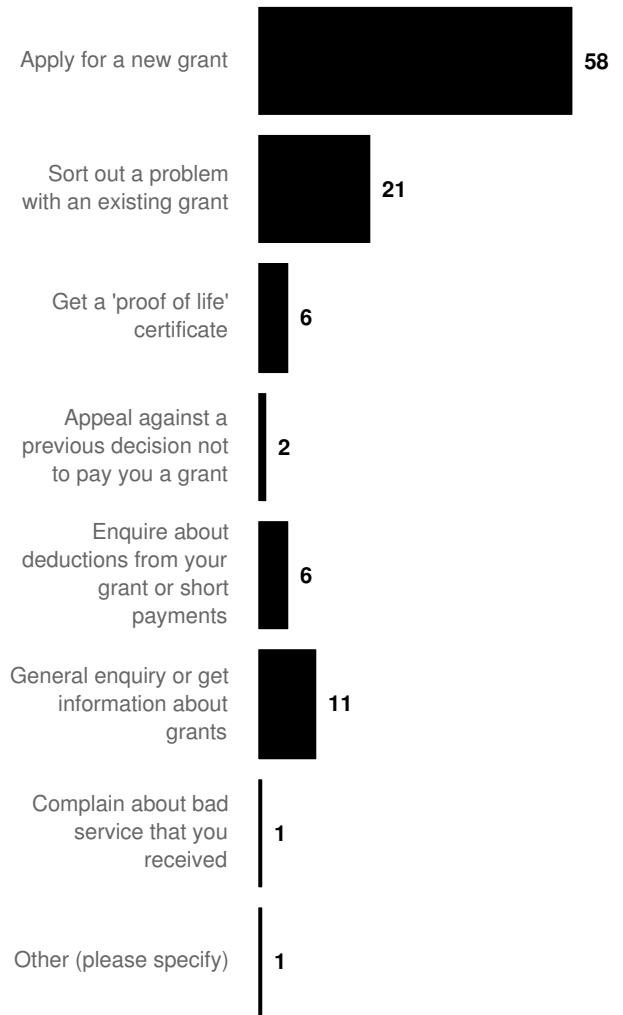 Apply for a new grant
58
Sort out a problem
with an existing grant
21
Get a 'proof of life'
certificate
6
Appeal against a
previous decision not
to pay you a grant
2
Enquire about
deductions from your
grant or short
payments
6
General enquiry or get
information about
grants
11
Complain about bad
service that you
received
1
Other (please specify)
1